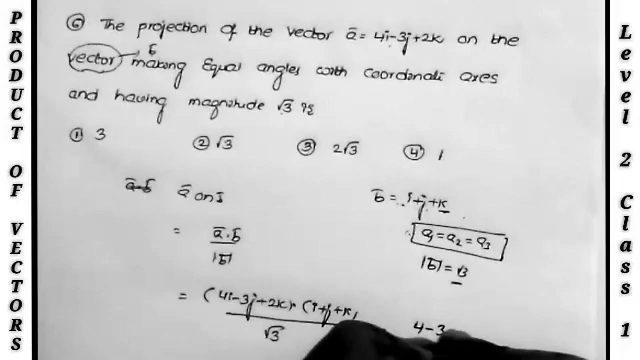 PRODUCT OF VECTORS
Level 2 Class 1
⑥ The projection of the vector ā = 4i-3j+2k on the
vector b̄ making Equal angles with coordinali axes
and having magnitude √3 is
① 3 ② √3 ③ 2√3 ④ 1
ā on b̄
= ā.b̄ / |b̄|
= (4i-3j+2k).(i+j+k) / √3
b̄ = i+j+k
a₁=a₂=a₃
|b̄| = √3
4-3